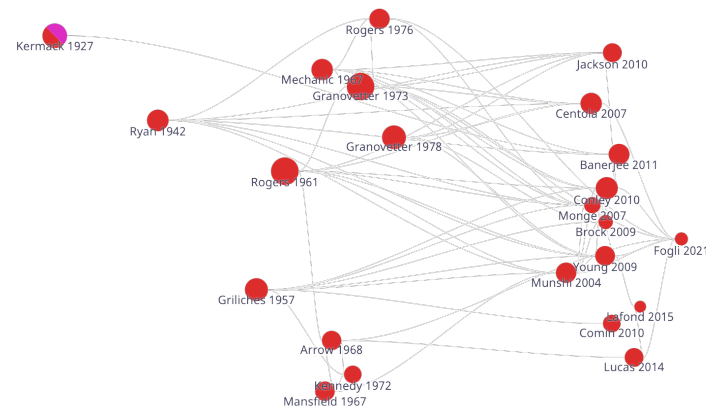 Rogers 1976
Kermack 1927
Jackson 2010
Mechanic 1962
Granovetter 1973
Centola 2007
Ryan 1942
Granovetter 1978
Banerjee 2011
Rogers 1961
Conley 2010
Monge 2007
Brock 2009
Fogli 2021
Young 2009
Munshi 2004
Griliches 1957
Lafond 2015
Comin 2010
Arrow 1968
Lucas 2014
Kennedy 1972
Mansfield 1967